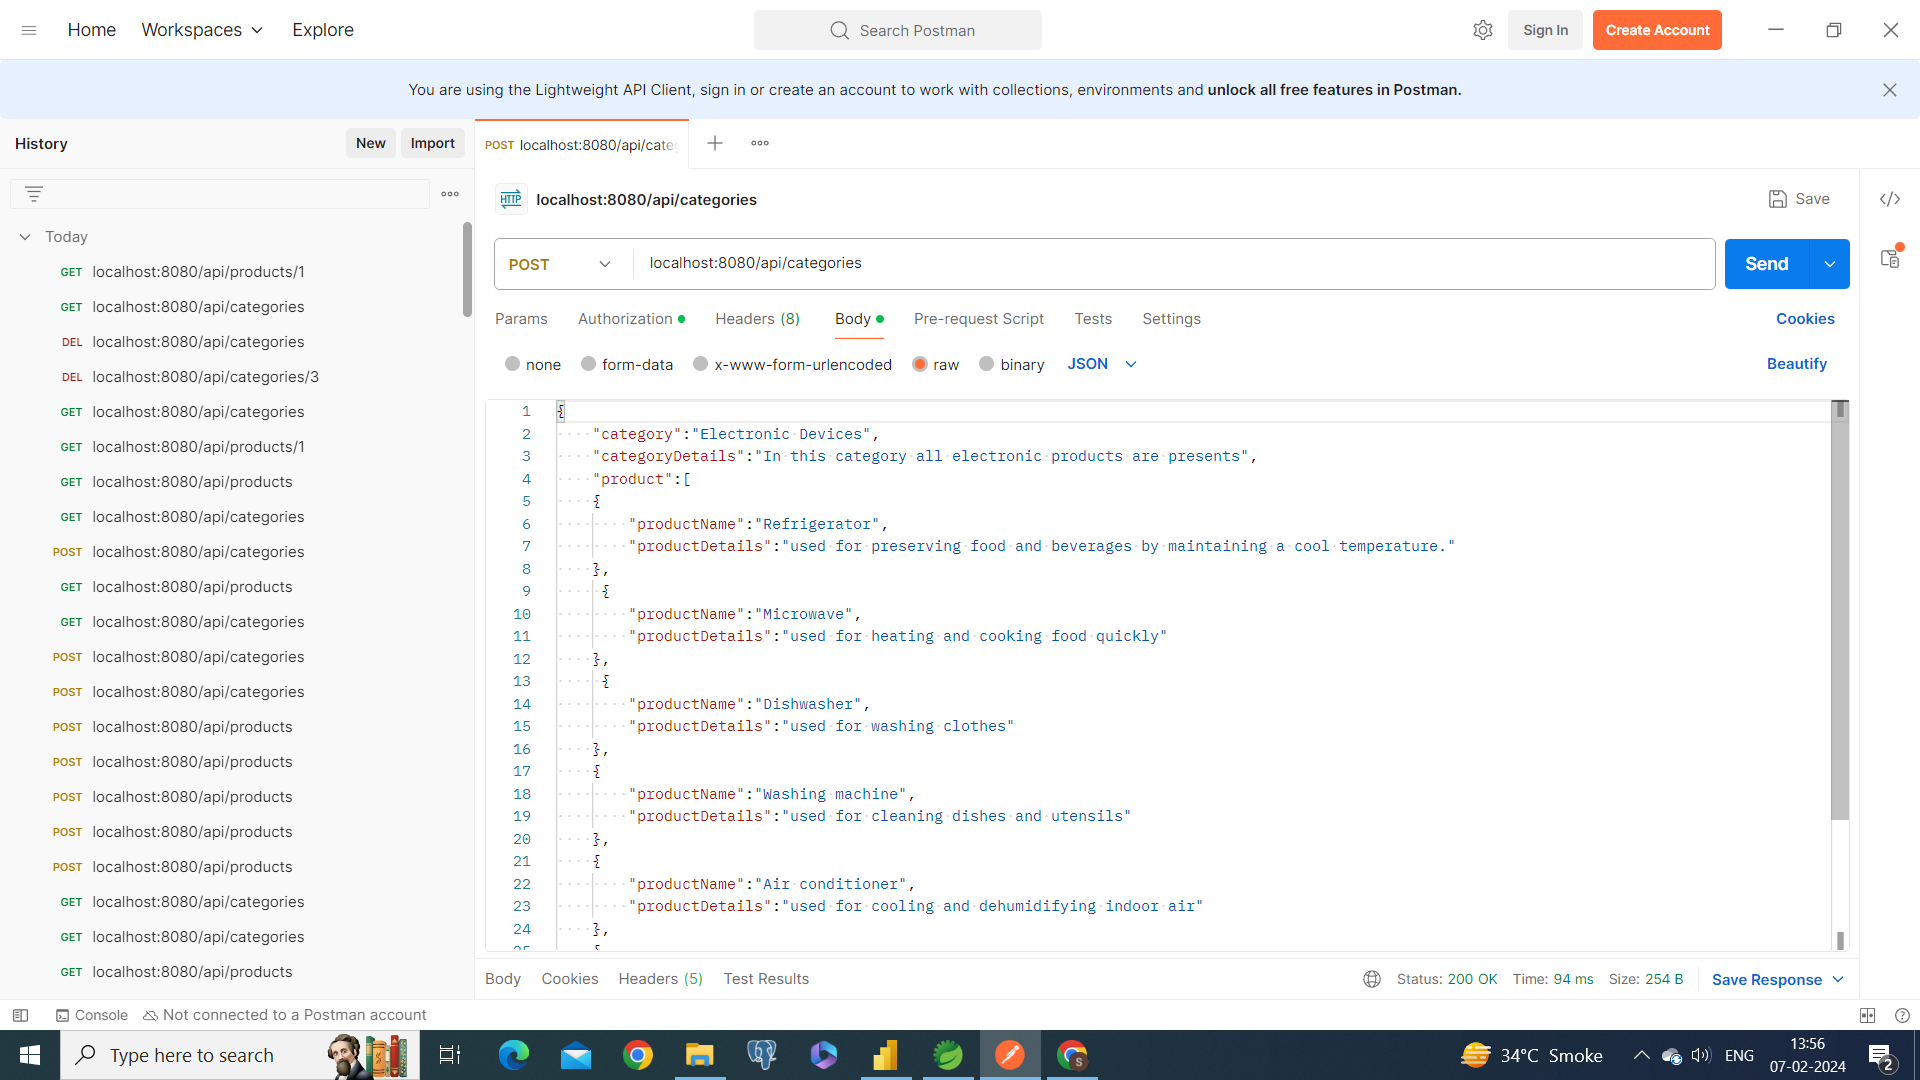 Home
Workspaces
Explore
Search Postman
Sign In
Create Account
You are using the Lightweight API Client, sign in or create an account to work with collections, environments and unlock all free features in Postman.
History
New
Import
POST localhost:8080/api/cate
Today
GET localhost:8080/api/products/1
GET localhost:8080/api/categories
DEL localhost:8080/api/categories
DEL localhost:8080/api/categories/3
GET localhost:8080/api/categories
GET localhost:8080/api/products/1
GET localhost:8080/api/products
GET localhost:8080/api/categories
POST localhost:8080/api/categories
GET localhost:8080/api/products
GET localhost:8080/api/categories
POST localhost:8080/api/categories
POST localhost:8080/api/categories
POST localhost:8080/api/products
POST localhost:8080/api/products
POST localhost:8080/api/products
POST localhost:8080/api/products
POST localhost:8080/api/products
GET localhost:8080/api/categories
GET localhost:8080/api/categories
GET localhost:8080/api/products
HTTP localhost:8080/api/categories
Save
POST
localhost:8080/api/categories
Send
Params
Authorization
Headers (8)
Body
Pre-request Script
Tests
Settings
Cookies
none
form-data
x-www-form-urlencoded
raw
binary
JSON
Beautify
1 {
2 "category":"Electronic Devices",
3 "categoryDetails":"In this category all electronic products are presents",
4 "product":[
5 {
6 "productName":"Refrigerator",
7 "productDetails":"used for preserving food and beverages by maintaining a cool temperature."
8 },
9 {
10 "productName":"Microwave",
11 "productDetails":"used for heating and cooking food quickly"
12 },
13 {
14 "productName":"Dishwasher",
15 "productDetails":"used for washing clothes"
16 },
17 {
18 "productName":"Washing machine",
19 "productDetails":"used for cleaning dishes and utensils"
20 },
21 {
22 "productName":"Air conditioner",
23 "productDetails":"used for cooling and dehumidifying indoor air"
24 },
25 {
Body
Cookies
Headers (5)
Test Results
Status: 200 OK
Time: 94 ms
Size: 254 B
Save Response
Console
Not connected to a Postman account
Type here to search
34°C Smoke
ENG
13:56
07-02-2024
2